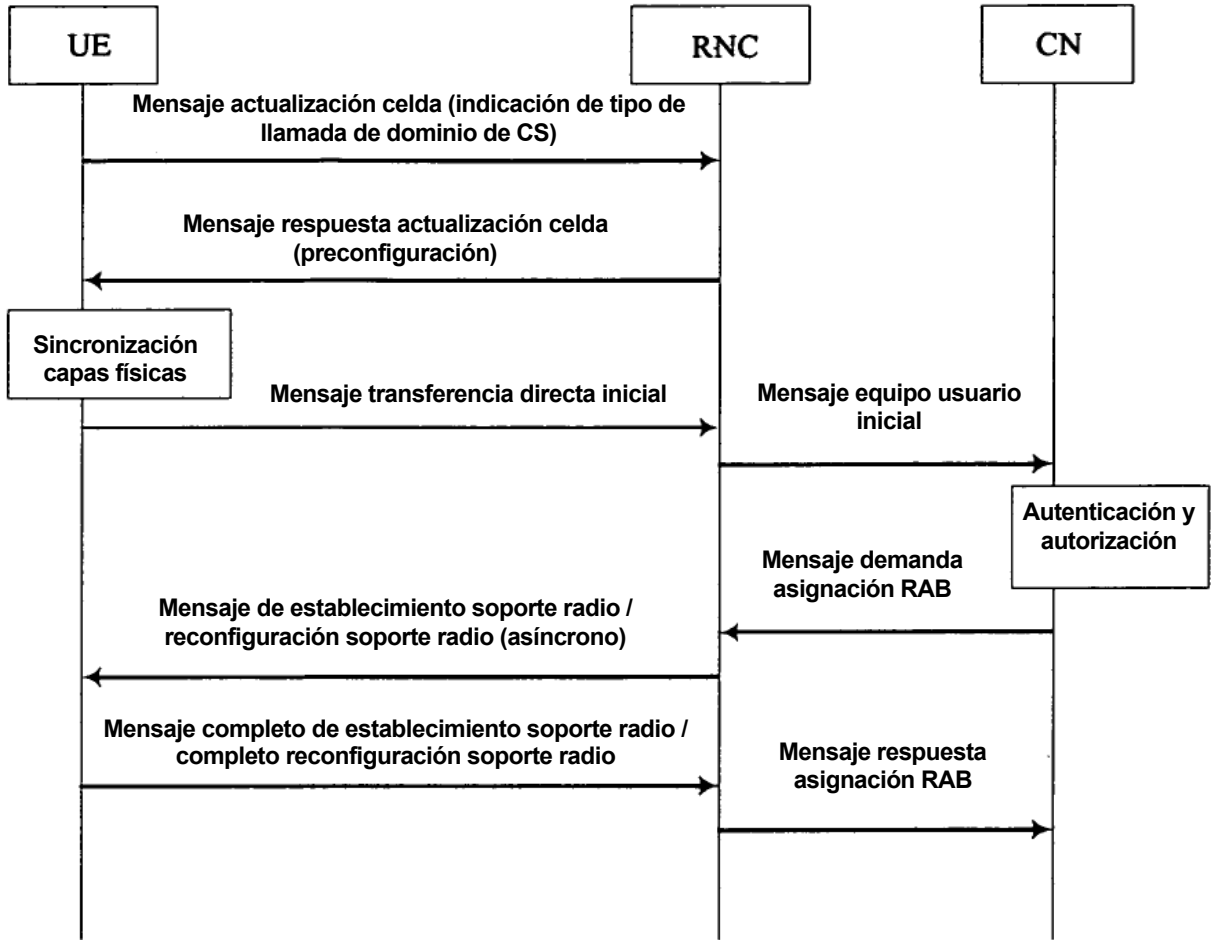 UE
RNC
CN
Mensaje actualización celda (indicación de tipo de
llamada de dominio de CS)
Mensaje respuesta actualización celda
(preconfiguración)
Sincronización
capas físicas
Mensaje transferencia directa inicial
Mensaje equipo usuario
inicial
Autenticación y
autorización
Mensaje demanda
asignación RAB
Mensaje de establecimiento soporte radio /
reconfiguración soporte radio (asíncrono)
Mensaje completo de establecimiento soporte radio /
completo reconfiguración soporte radio
Mensaje respuesta
asignación RAB